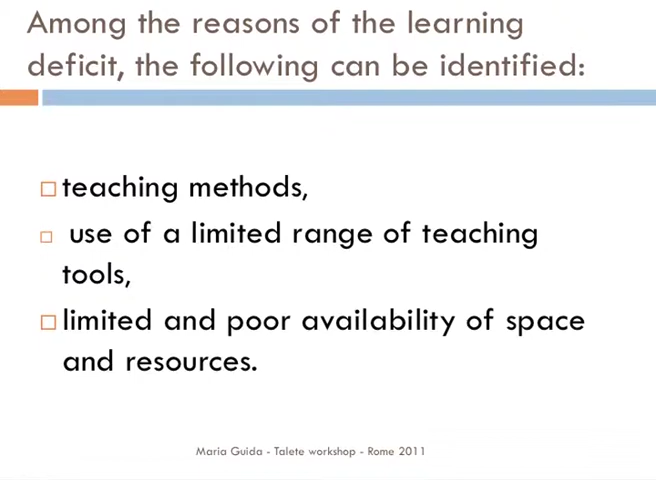 Among the reasons of the learning
deficit, the following can be identified:
teaching methods,
use of a limited range of teaching
tools,
limited and poor availability of space
and resources.
Maria Guida - Talete workshop - Rome 2011